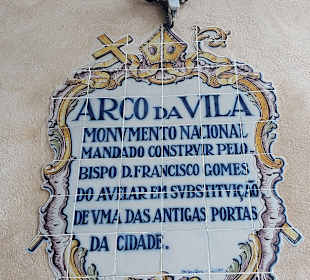 ARCO DA VILA
MONVMENTO NACIONAL
MANDADO CONSTRVIR PELO
BISPO D. FRANCISCO GOMES
DO AVELAR EM SVBSTITVIÇÃO
DE VMA DAS ANTIGAS PORTAS
DA CIDADE.